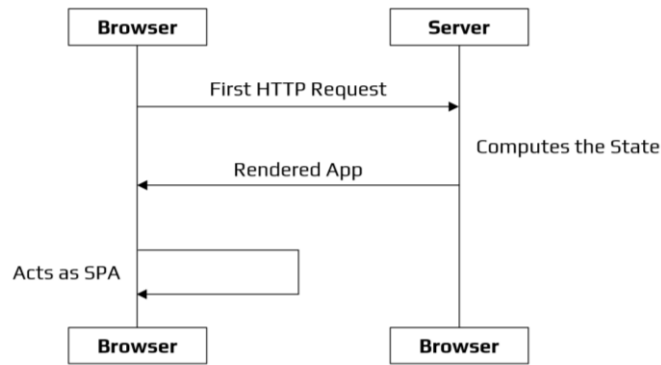 Browser
Server
First HTTP Request
Computes the State
Rendered App
Acts as SPA
Browser
Browser